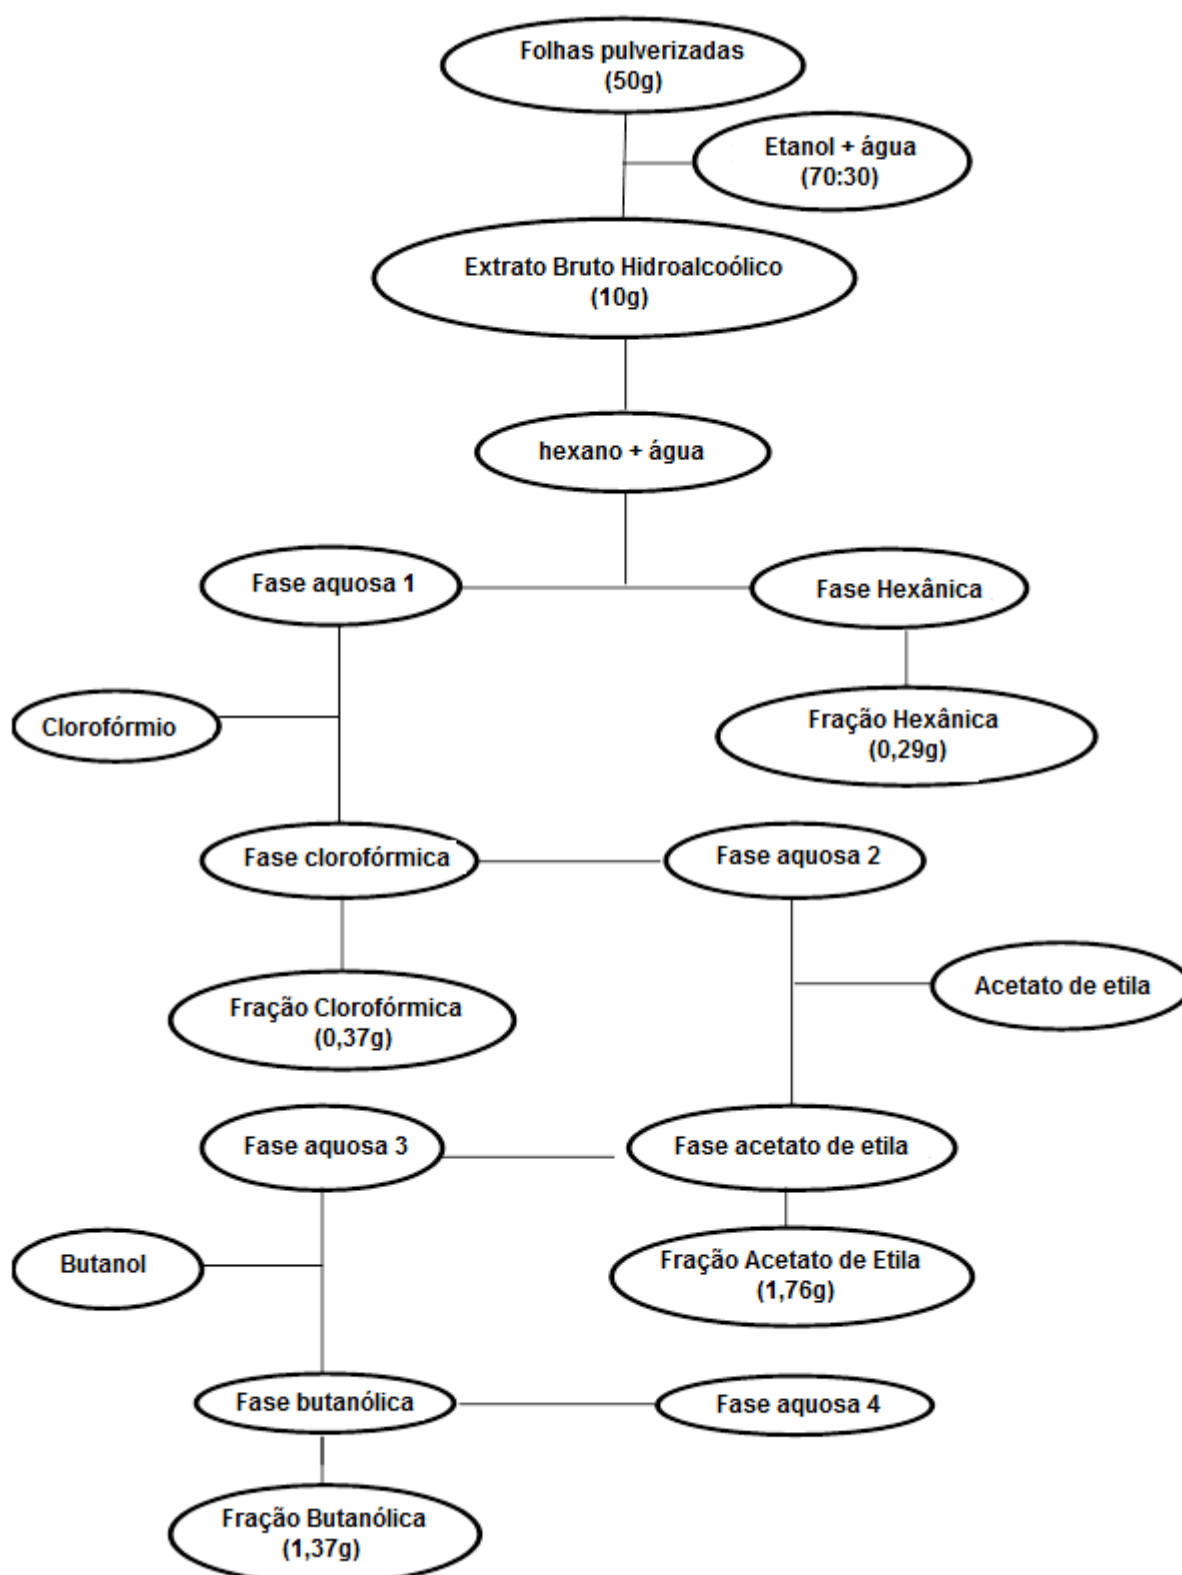 Folhas pulverizadas
(50g)
Etanol + água
(70:30)
Extrato Bruto Hidroalcoólico
(10g)
hexano + água
Fase aquosa 1
Fase Hexânica
Clorofórmio
Fração Hexânica
(0,29g)
Fase clorofórmica
Fase aquosa 2
Acetato de etila
Fração Clorofórmica
(0,37g)
Fase aquosa 3
Fase acetato de etila
Butanol
Fração Acetato de Etila
(1,76g)
Fase butanólica
Fase aquosa 4
Fração Butanólica
(1,37g)